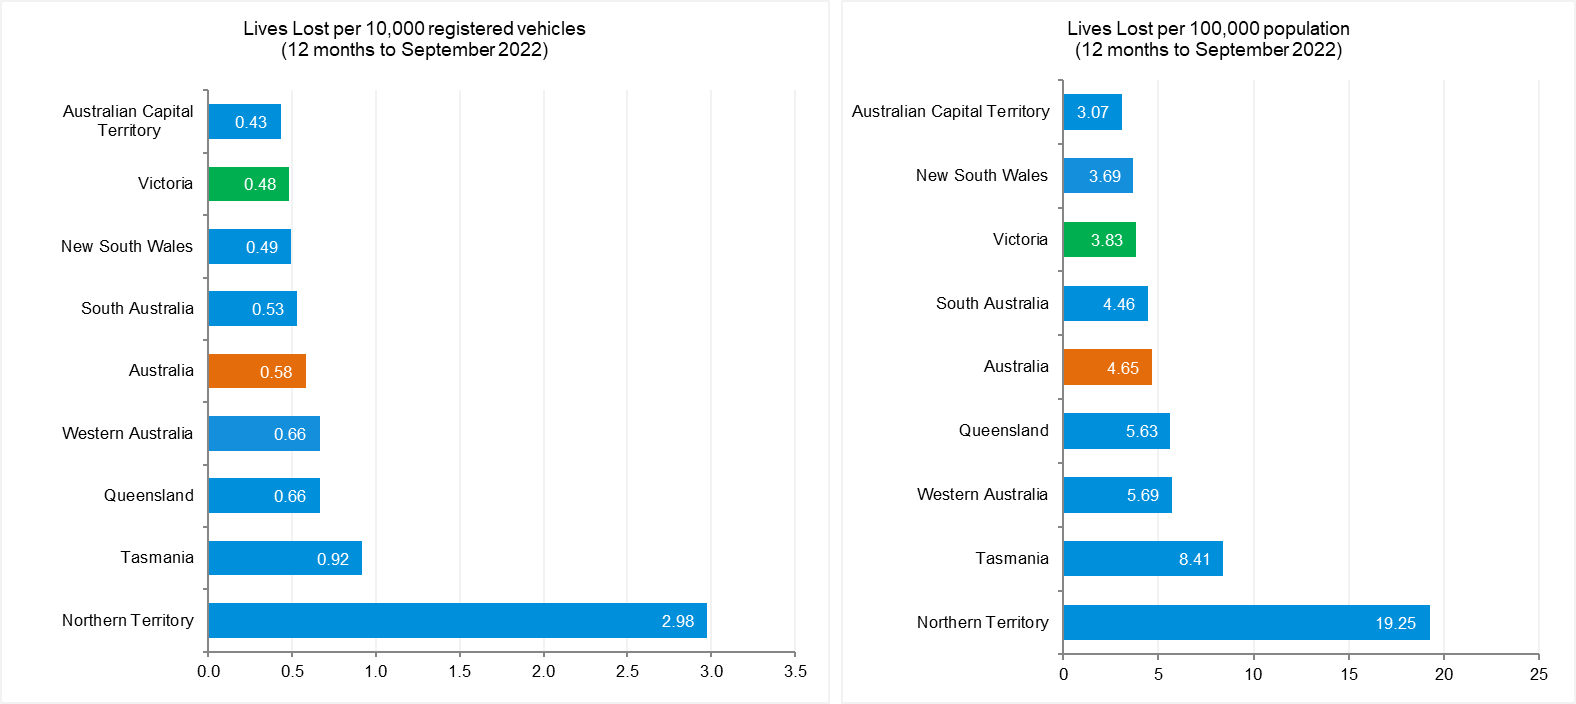 Lives Lost per 10,000 registered vehicles
(12 months to September 2022)
Australian Capital
Territory
0.43
Victoria
0.48
New South Wales
0.49
South Australia
0.53
Australia
0.58
Western Australia
0.66
Queensland
0.66
Tasmania
0.92
Northern Territory
2.98
0.0 0.5 1.0 1.5 2.0 2.5 3.0 3.5
Lives Lost per 100,000 population
(12 months to September 2022)
Australian Capital Territory
3.07
New South Wales
3.69
Victoria
3.83
South Australia
4.46
Australia
4.65
Queensland
5.63
Western Australia
5.69
Tasmania
8.41
Northern Territory
19.25
0 5 10 15 20 25